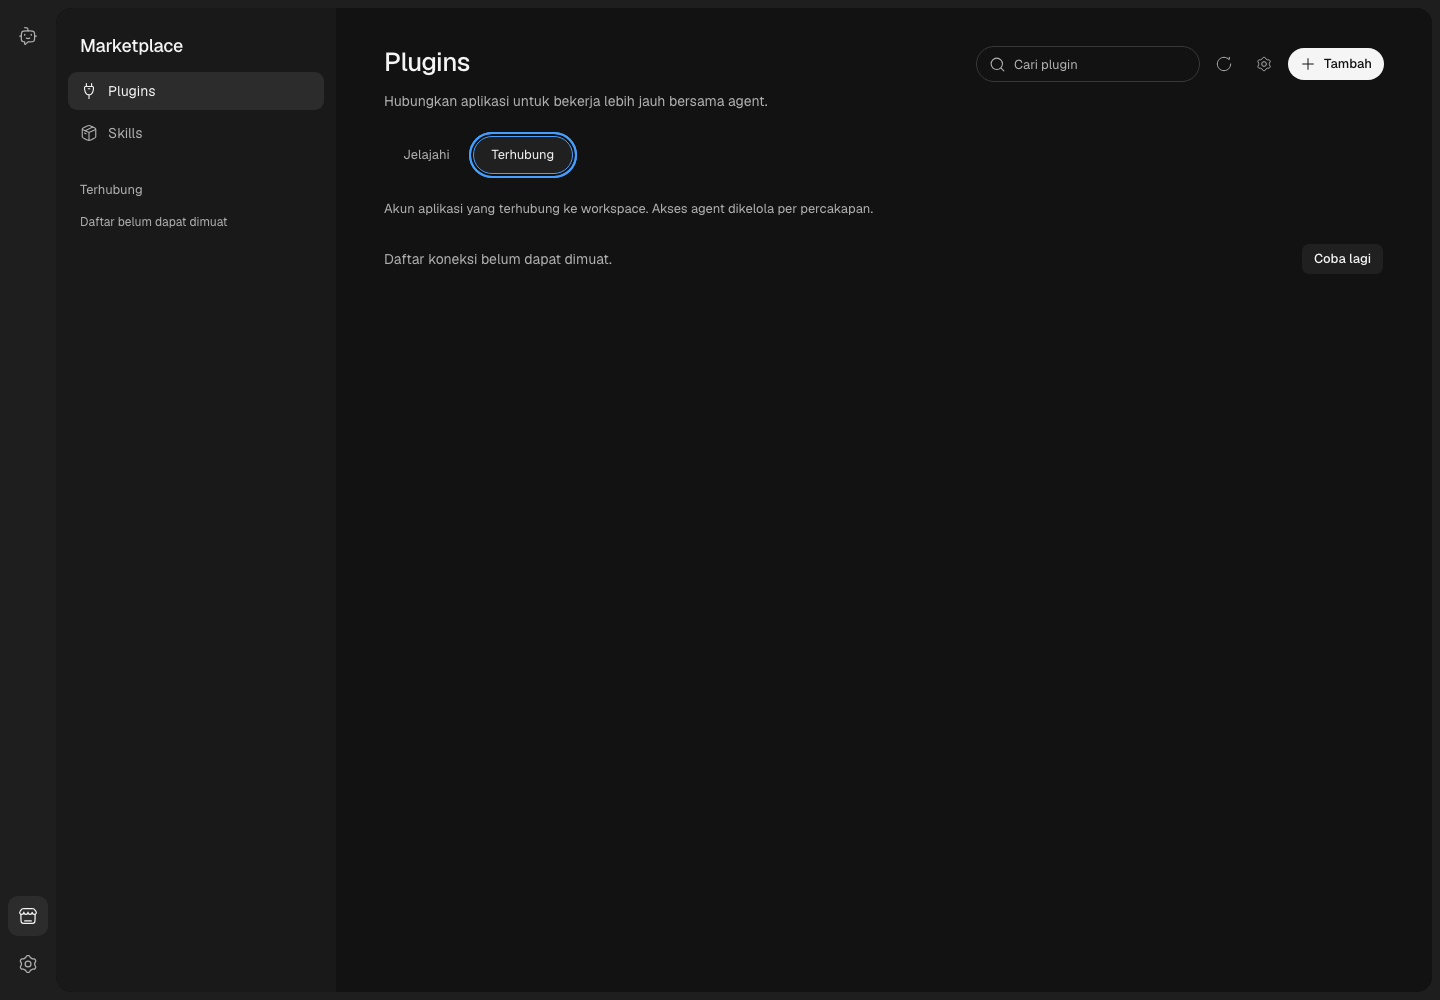 Marketplace
Plugins
Skills
Terhubung
Daftar belum dapat dimuat
Plugins
Cari plugin
Tambah
Hubungkan aplikasi untuk bekerja lebih jauh bersama agent.
Jelajahi
Terhubung
Akun aplikasi yang terhubung ke workspace. Akses agent dikelola per percakapan.
Daftar koneksi belum dapat dimuat.
Coba lagi